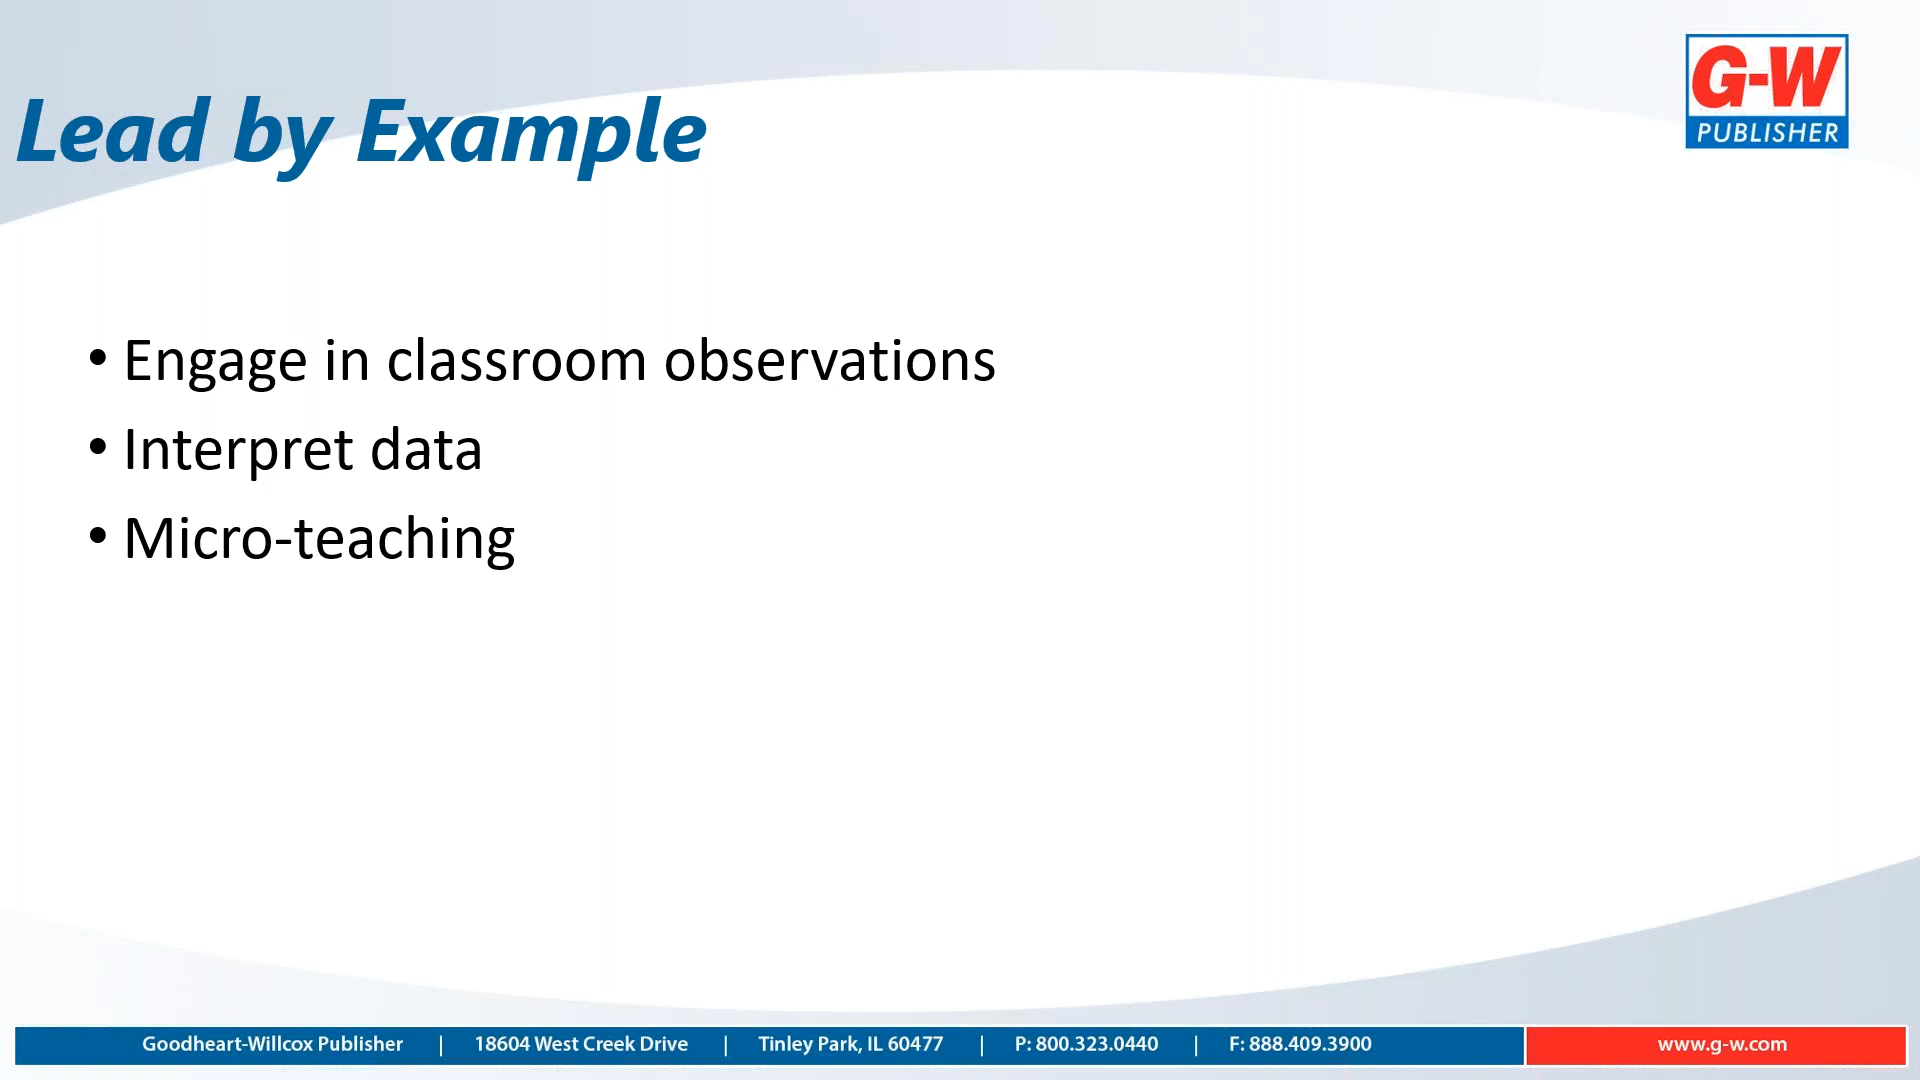 G-W
PUBLISHER
Lead by Example
• Engage in classroom observations
• Interpret data
• Micro-teaching
Goodheart-Willcox Publisher | 18604 West Creek Drive | Tinley Park, IL 60477 | P: 800.323.0440 | F: 888.409.3900 www.g-w.com